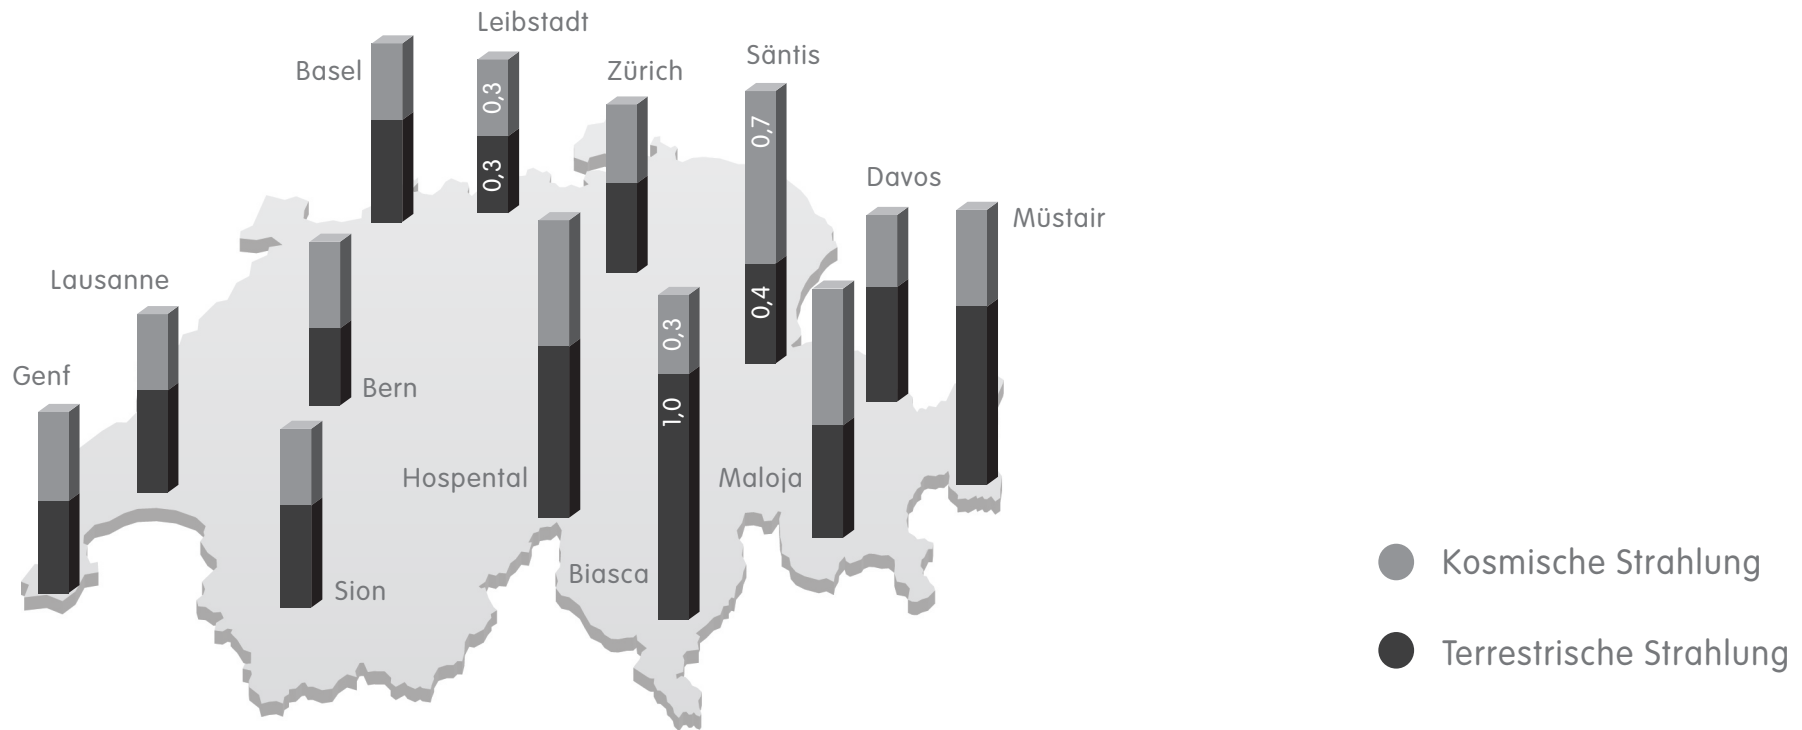 Leibstadt
Basel
Zürich
Säntis
0,3
0,3
0,7
0,4
Davos
Müstair
Lausanne
Genf
Bern
0,3
1,0
Hospental
Maloja
Biasca
Sion
Kosmische Strahlung
Terrestrische Strahlung